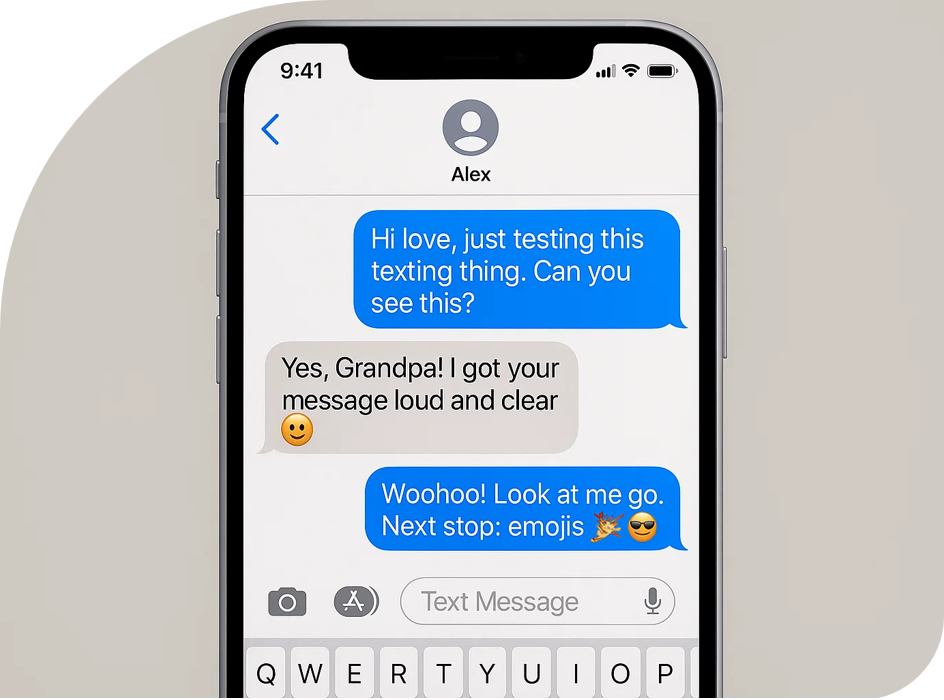 9:41
Alex
Hi love, just testing this
texting thing. Can you
see this?
Yes, Grandpa! I got your
message loud and clear
🙂
Woohoo! Look at me go.
Next stop: emojis 🎉😎
Text Message
Q W E R T Y U I O P